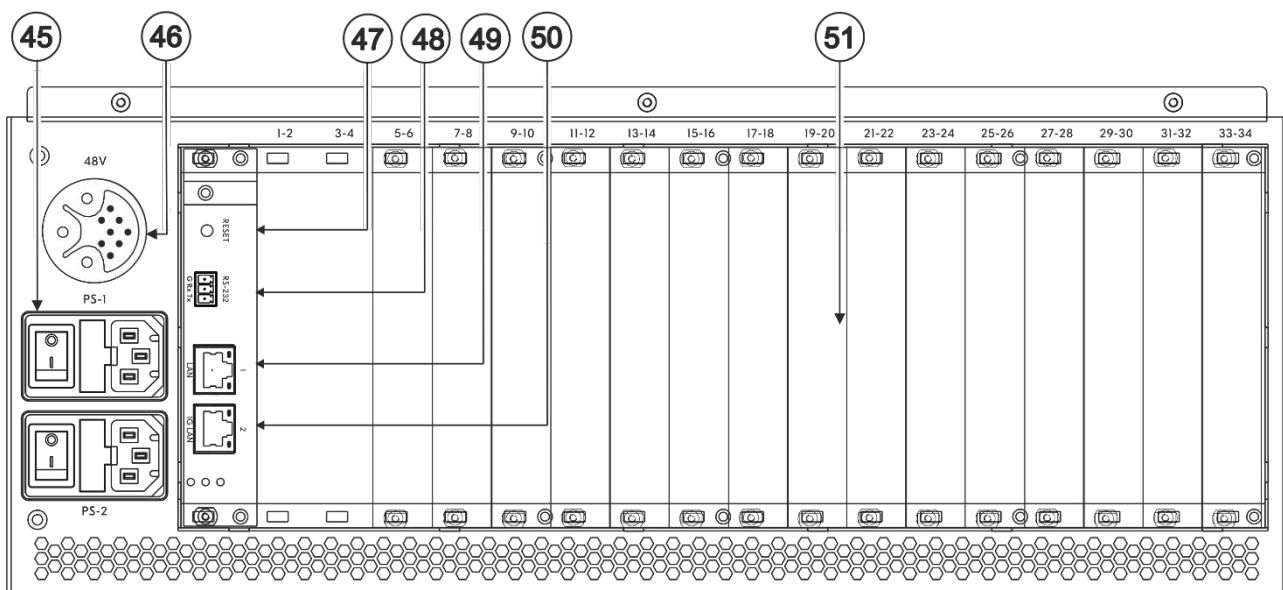 45 46 47 48 49 50 51
1-2 3-4 5-6 7-8 9-10 11-12 13-14 15-16 17-18 19-20 21-22 23-24 25-26 27-28 29-30 31-32 33-34
48V
RESET
PS-1
RS-232
G Rx Tx
LAN
1
1G LAN
2
PS-2